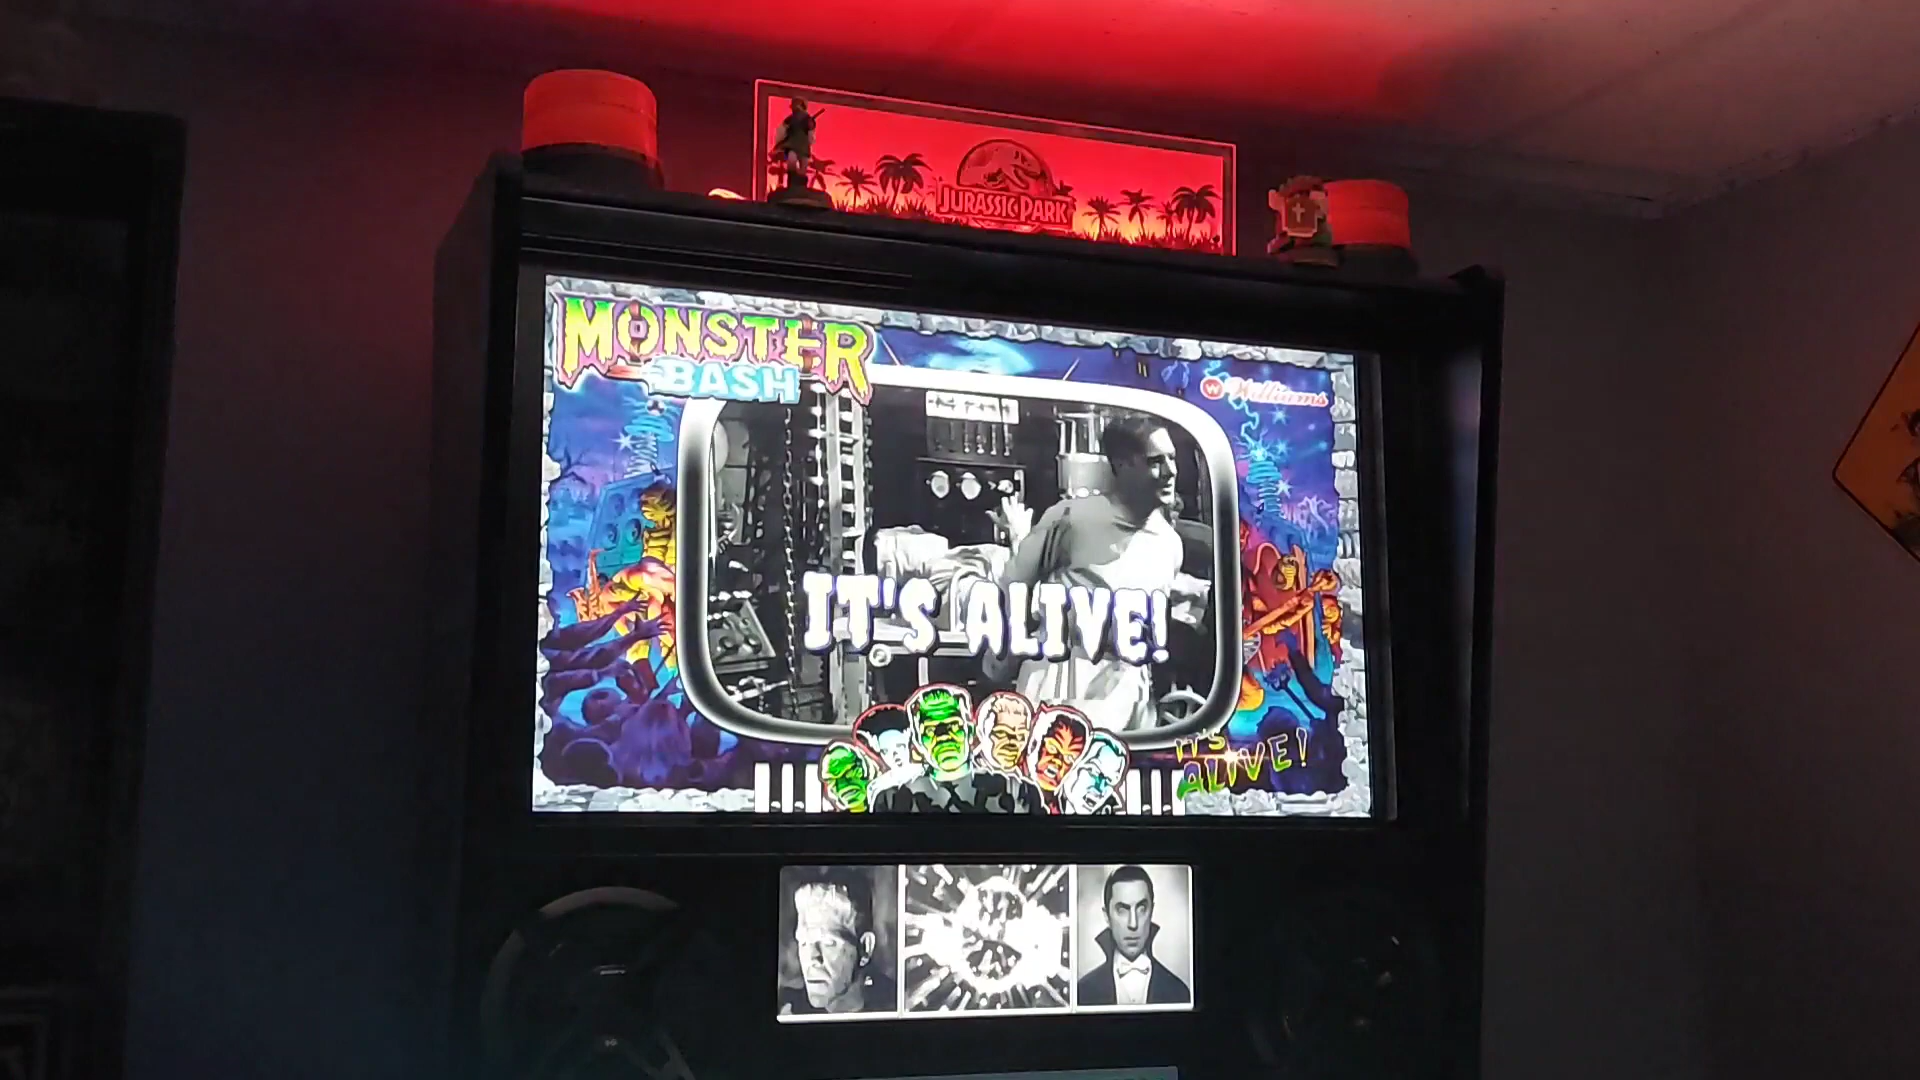 JURASSIC PARK
MONSTER
BASH
Williams
IT'S ALIVE!
IT'S
ALIVE!